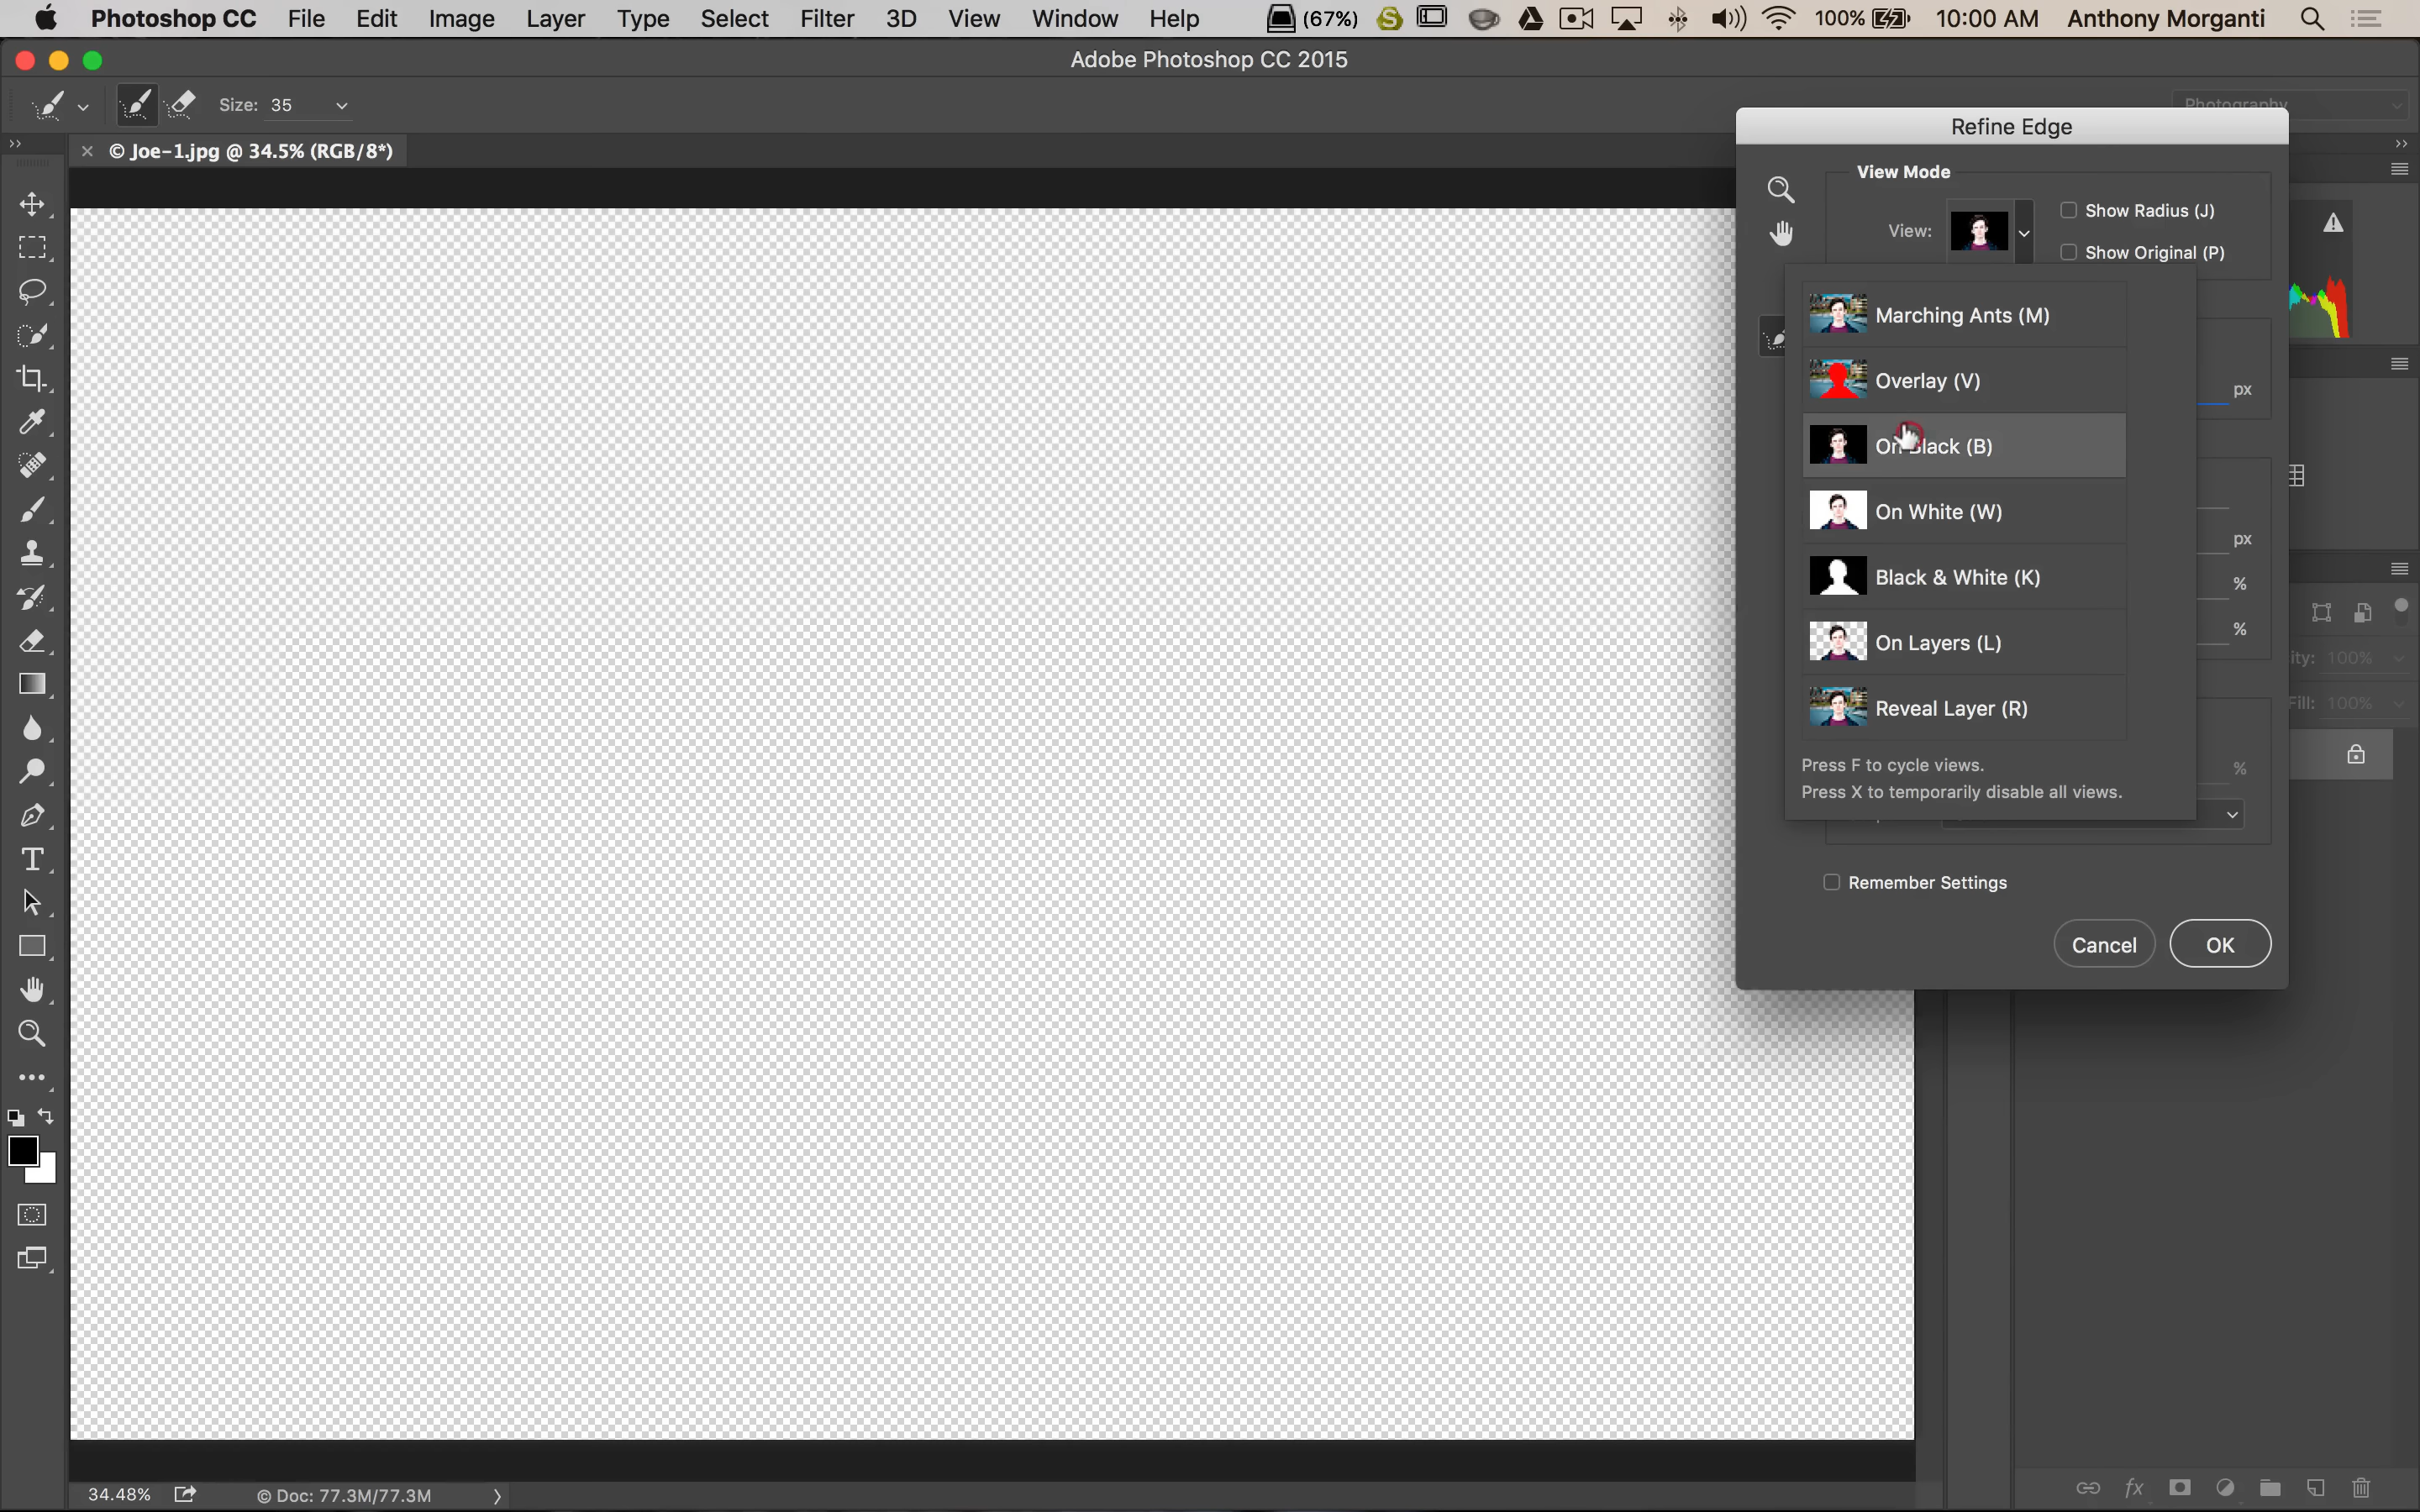 Photoshop CC File Edit Image Layer Type Select Filter 3D View Window Help (67%) 100% 10:00 AM Anthony Morganti
Adobe Photoshop CC 2015
Size: 35
Photography
Refine Edge
© Joe-1.jpg @ 34.5% (RGB/8*)
View Mode
View:
Show Radius (J)
Show Original (P)
Marching Ants (M)
Overlay (V)
px
On Black (B)
On White (W)
px
Black & White (K)
%
%
On Layers (L)
100%
Reveal Layer (R)
Fill: 100%
Press F to cycle views.
%
Press X to temporarily disable all views.
Remember Settings
Cancel
OK
34.48%
© Doc: 77.3M/77.3M
fx